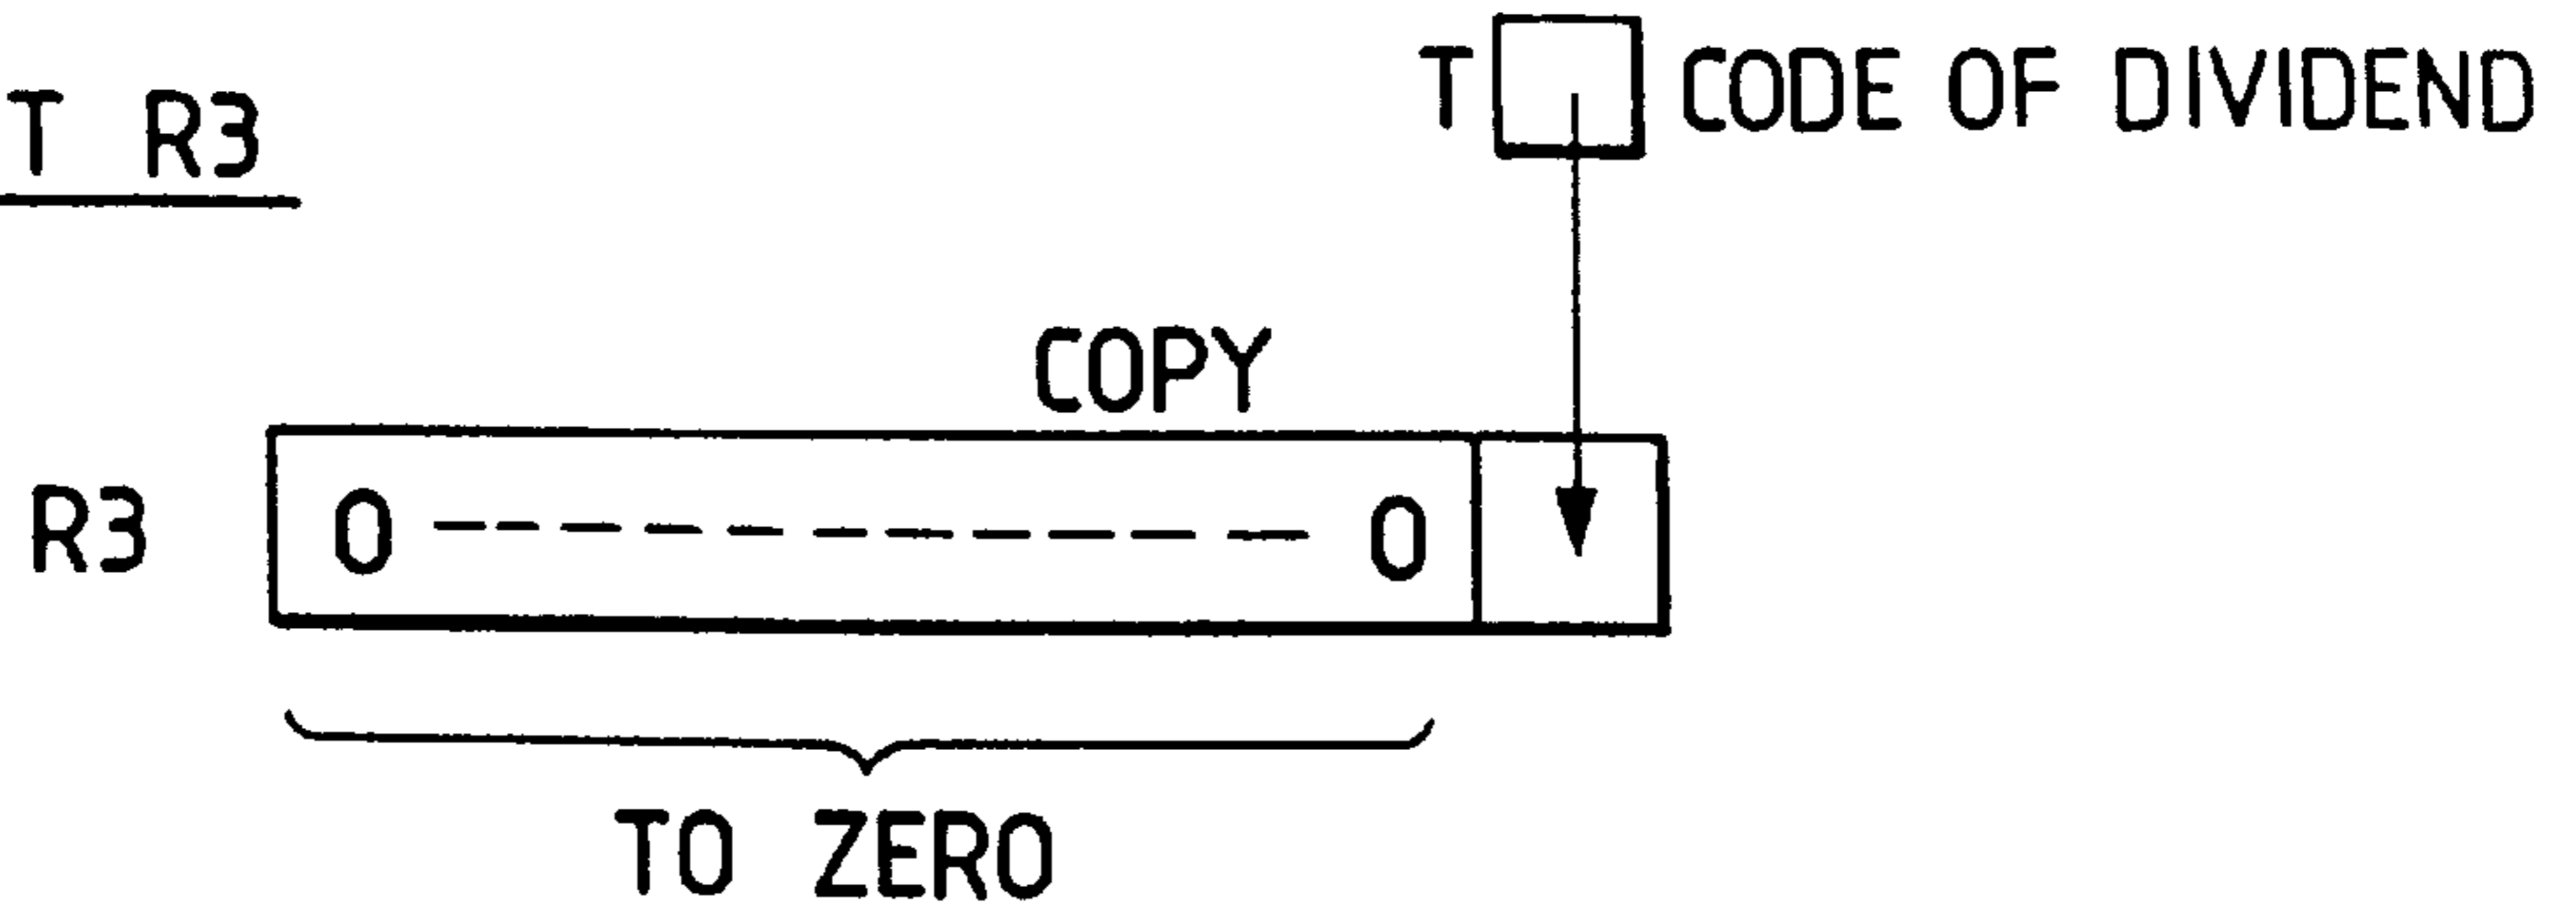 T R3
T CODE OF DIVIDEND
COPY
R3 0 0
TO ZERO